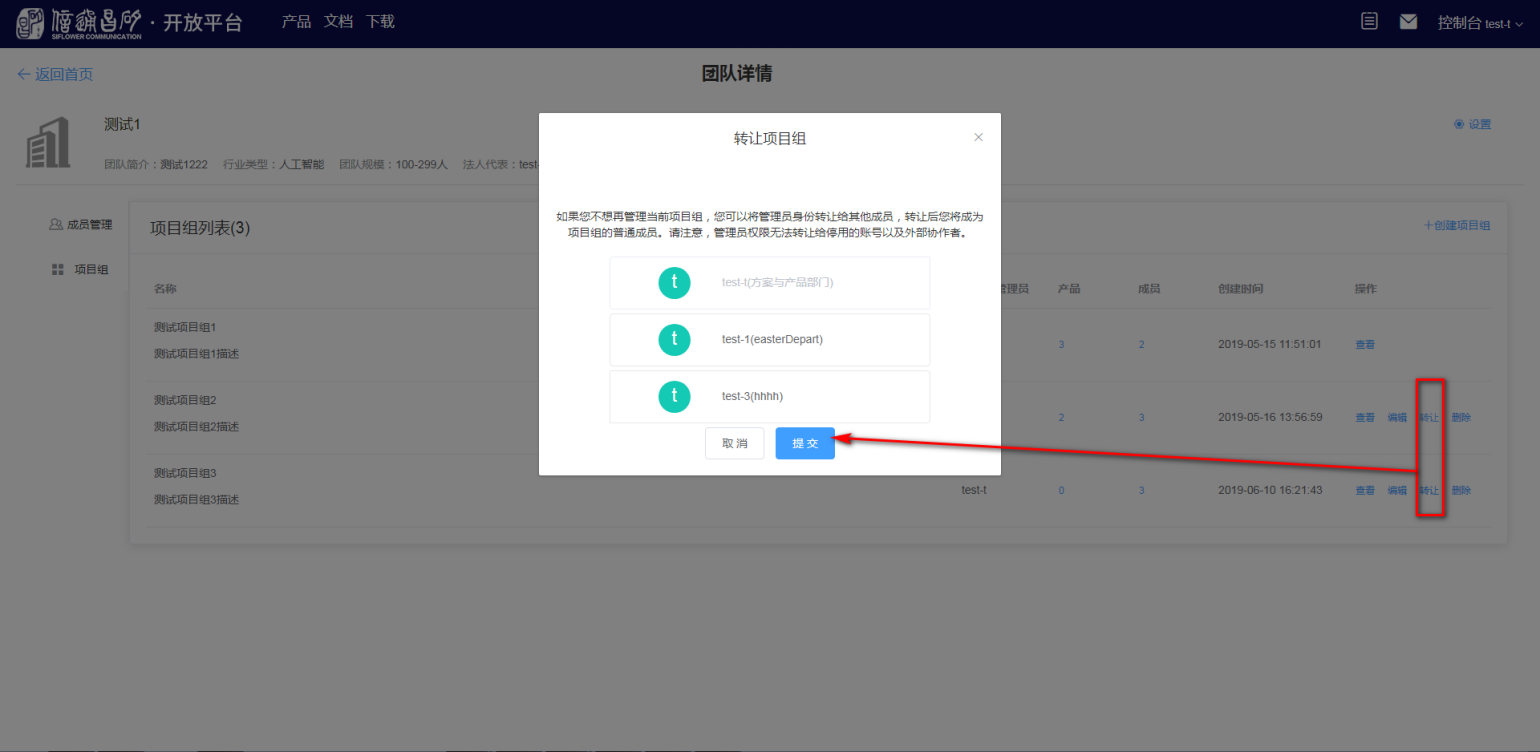 SIFLOWER COMMUNICATION
· 开放平台
产品 文档 下载
控制台 test-t
← 返回首页
团队详情
测试1
设置
团队简介：测试1222 行业类型：人工智能 团队规模：100-299人 法人代表：test-
成员管理
项目组
项目组列表(3)
+创建项目组
名称 管理员 产品 成员 创建时间 操作
测试项目组1
测试项目组1描述
3 2 2019-05-15 11:51:01 查看
测试项目组2
测试项目组2描述
2 3 2019-05-16 13:56:59 查看 编辑 转让 删除
测试项目组3
测试项目组3描述
test-t 0 3 2019-06-10 16:21:43 查看 编辑 转让 删除
转让项目组 ×
如果您不想再管理当前项目组，您可以将管理员身份转让给其他成员，转让后您将成为
项目组的普通成员。请注意，管理员权限无法转让给停用的账号以及外部协作者。
t test-t(方案与产品部门)
t test-1(easterDepart)
t test-3(hhhh)
取消 提交